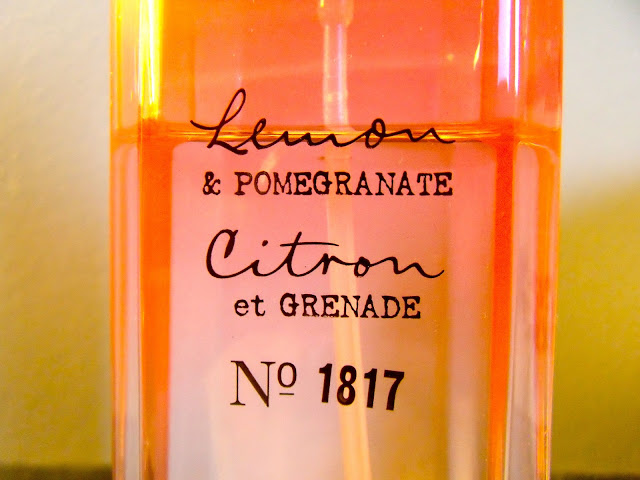 Lemon
& POMEGRANATE
Citron
et GRENADE
Nº 1817